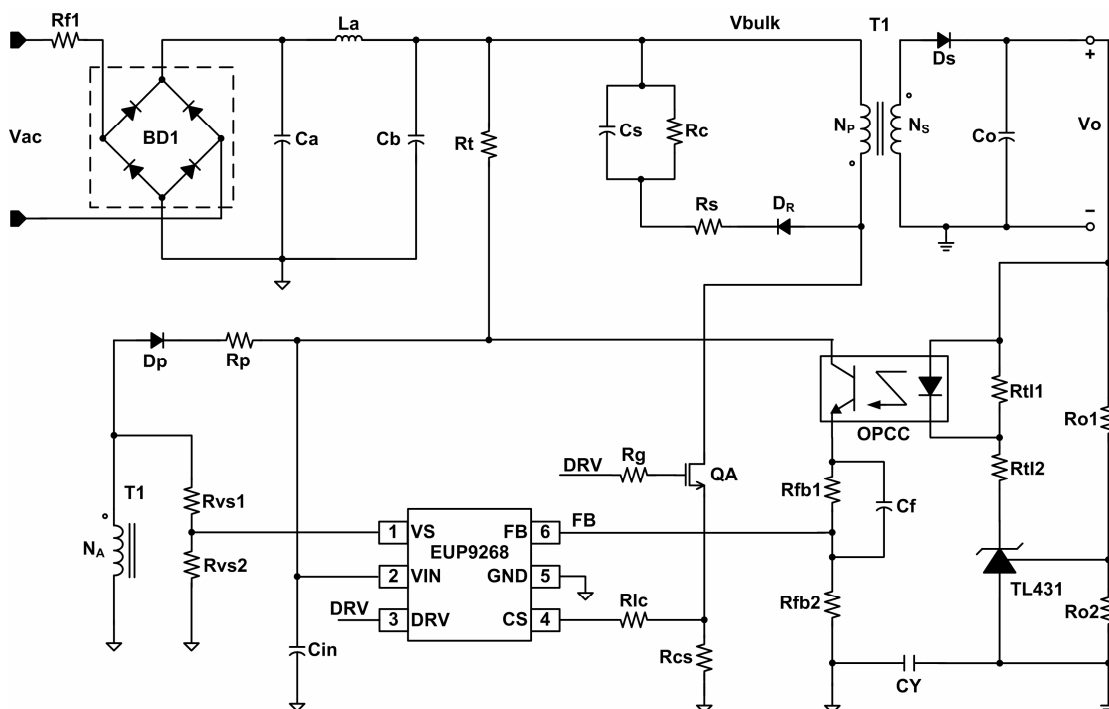 Rf1
La
Vbulk
T1
Ds
+
Vac
BD1
Ca
Cb
Rt
Cs
Rc
NP
NS
Co
Vo
Rs
DR
–
Dp
Rp
OPCC
Rtl1
Ro1
DRV
Rg
QA
Rfb1
Cf
Rtl2
T1
Rvs1
NA
Rvs2
1 VS
FB 6
FB
EUP9268
2 VIN
GND 5
DRV
3 DRV
CS 4
Rlc
Rfb2
TL431
Ro2
Cin
Rcs
CY